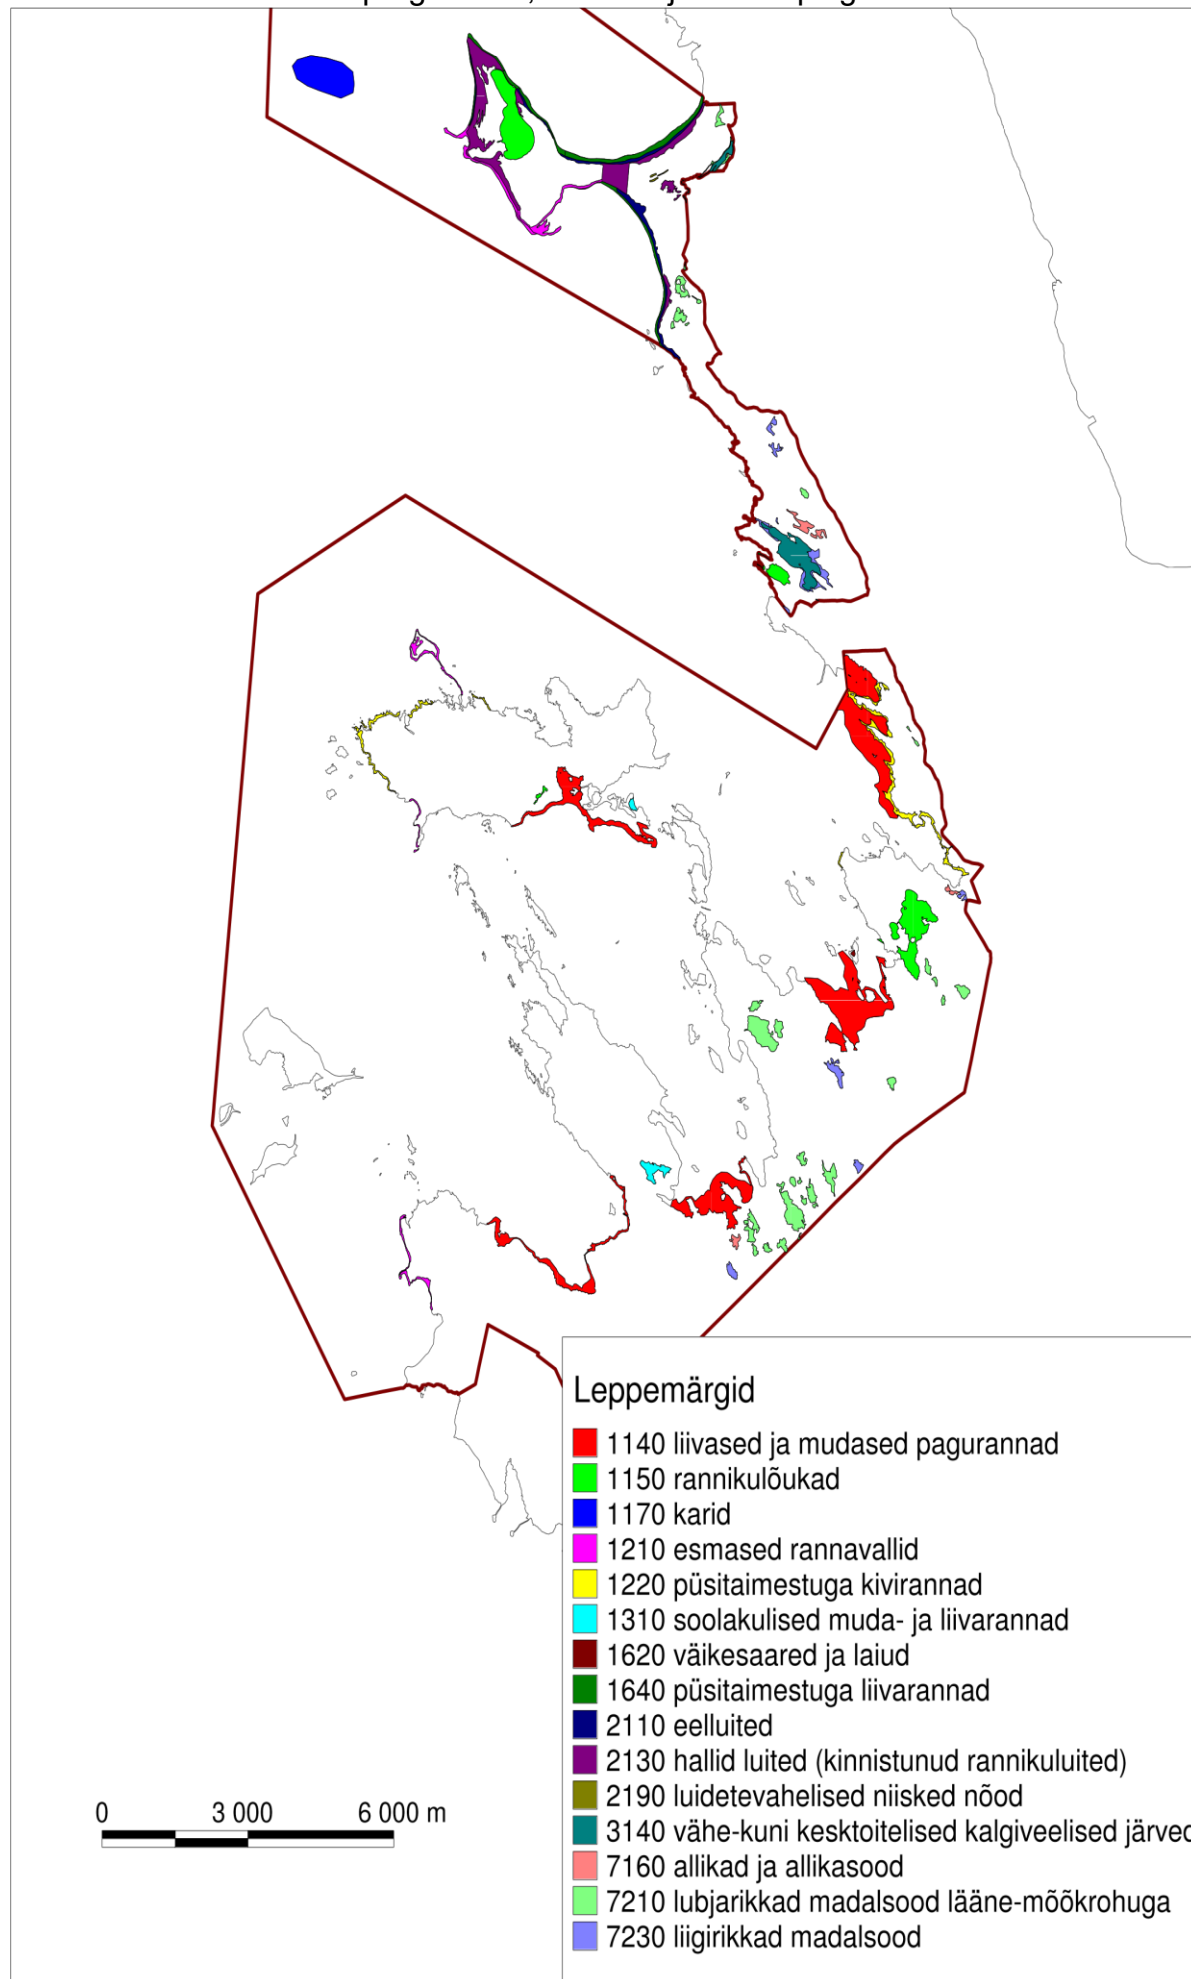 Leppemärgid
1140 liivased ja mudased pagurannad
1150 rannikulõukad
1170 karid
1210 esmased rannavallid
1220 püsitaimestuga kivirannad
1310 soolakulised muda- ja liivarannad
1620 väikesaared ja laiud
1640 püsitaimestuga liivarannad
2110 eelluited
2130 hallid luited (kinnistunud rannikuluited)
2190 luidetevahelised niisked nõod
3140 vähe-kuni kesktoitelised kalgiveelised järved
7160 allikad ja allikasood
7210 lubjarikkad madalsood lääne-mõõkrohuga
7230 liigirikkad madalsood
0 3 000 6 000 m